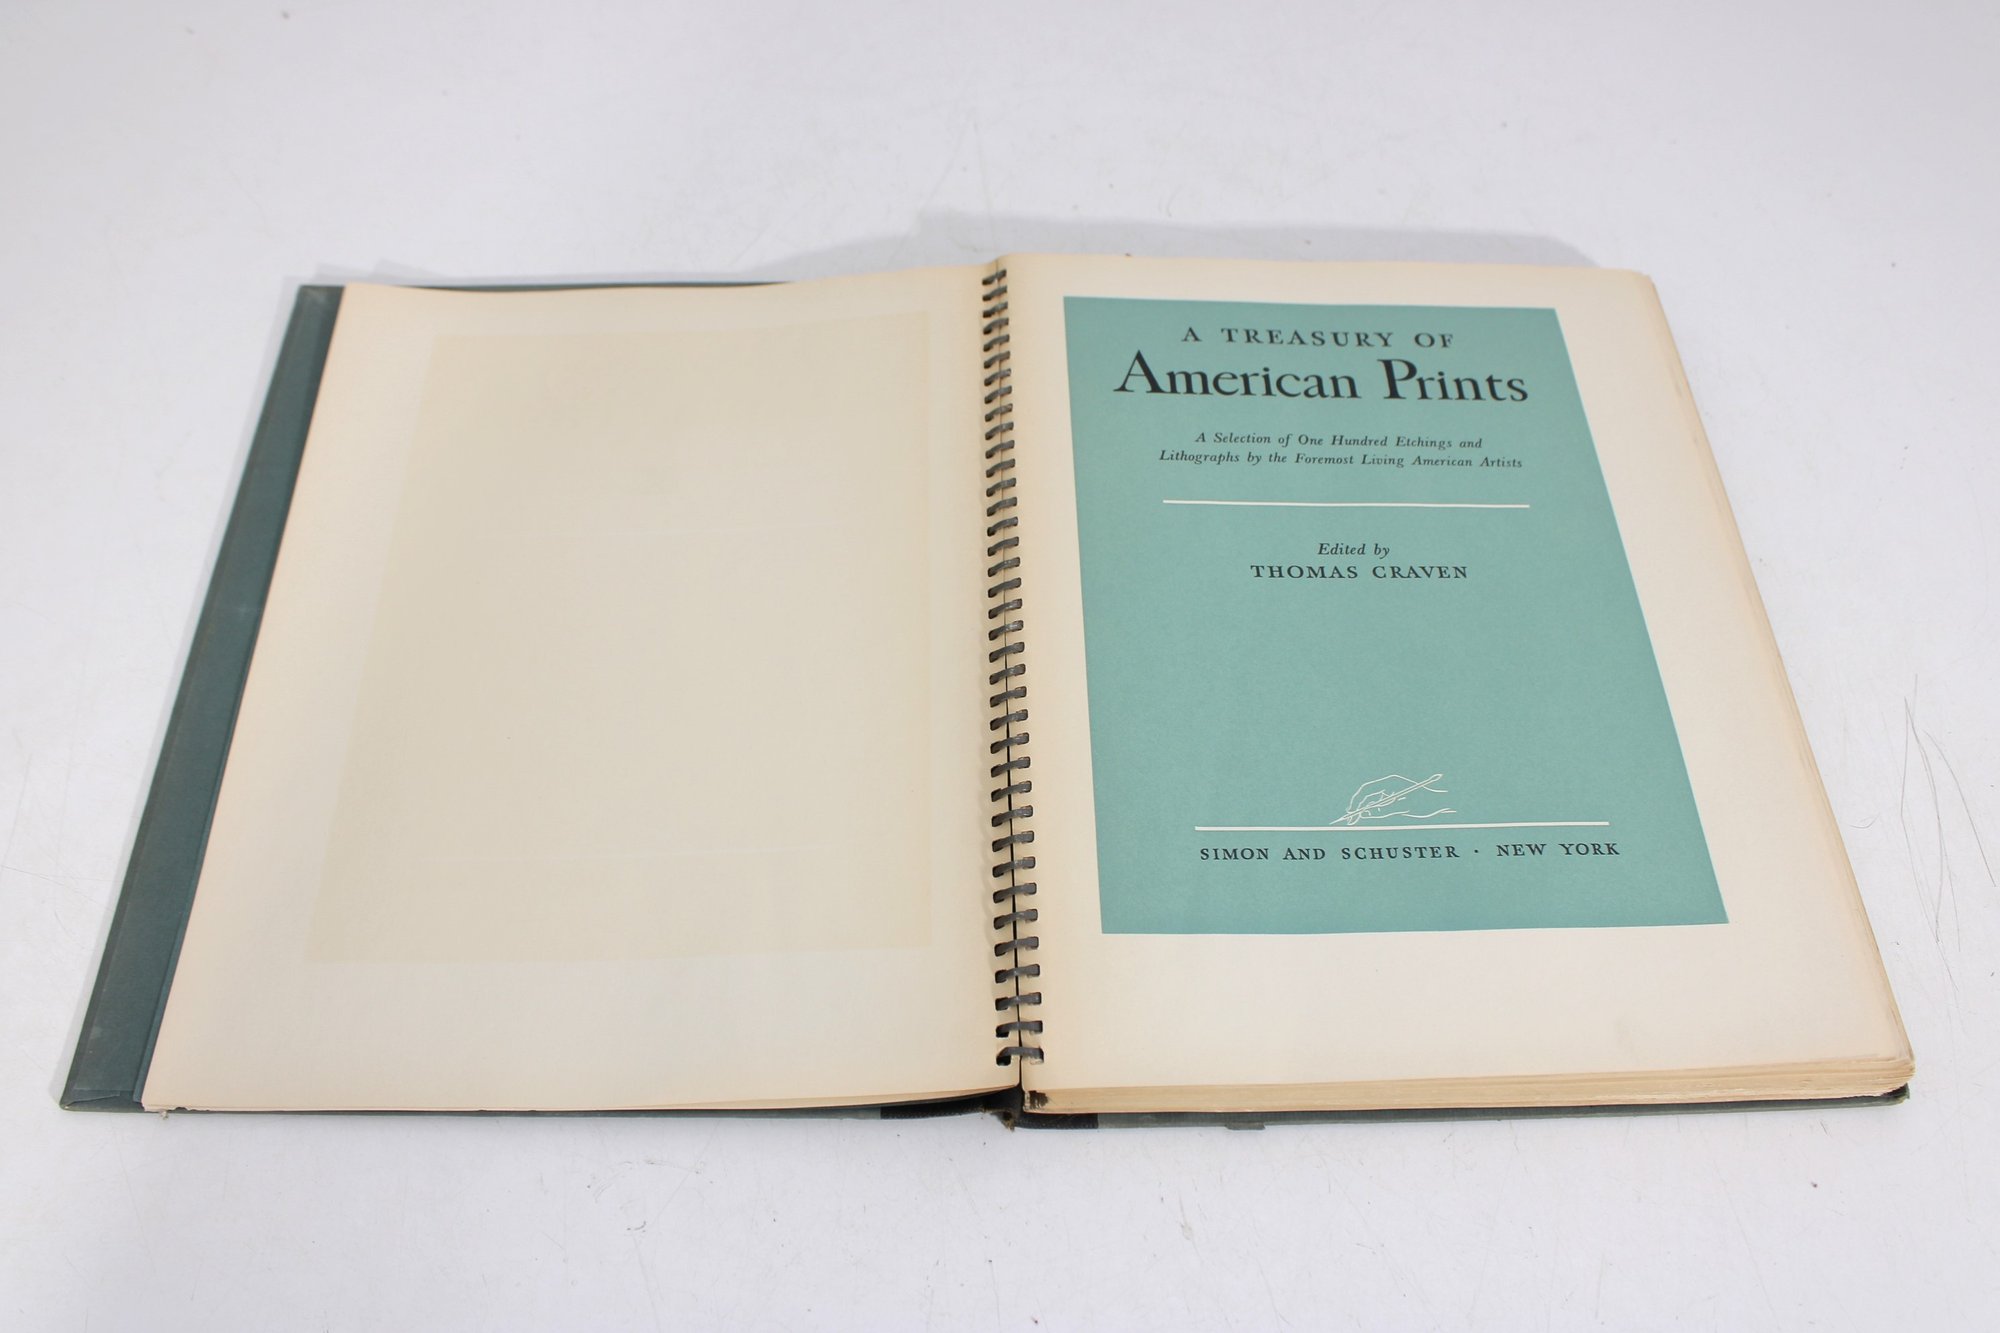 A TREASURY OF
American Prints
A Selection of One Hundred Etchings and
Lithographs by the Foremost Living American Artists
Edited by
THOMAS CRAVEN
SIMON AND SCHUSTER · NEW YORK